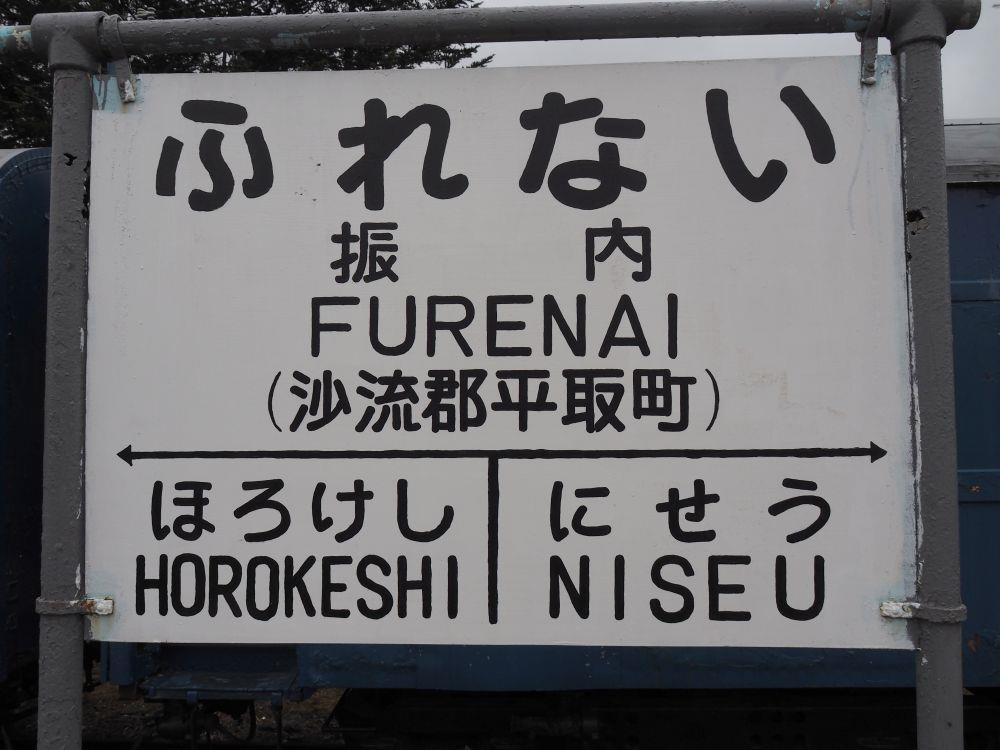 ふれない
振内
FURENAI
(沙流郡平取町)
ほろけし にせう
HOROKESHI NISEU